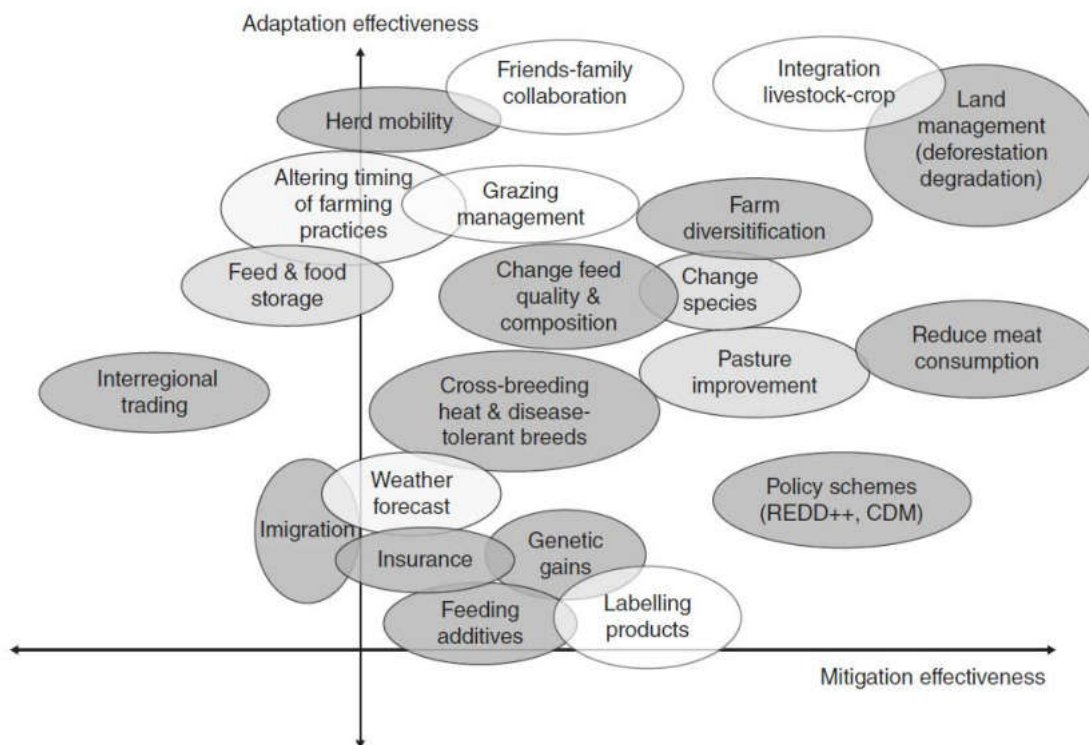 Adaptation effectiveness
Friends-family
collaboration
Integration
livestock-crop
Land
management
(deforestation
degradation)
Herd mobility
Altering timing
of farming
practices
Grazing
management
Farm
diversitification
Feed & food
storage
Change feed
quality &
composition
Change
species
Reduce meat
consumption
Interregional
trading
Cross-breeding
heat & disease-
tolerant breeds
Pasture
improvement
Weather
forecast
Policy schemes
(REDD++, CDM)
Imigration
Insurance
Genetic
gains
Feeding
additives
Labelling
products
Mitigation effectiveness